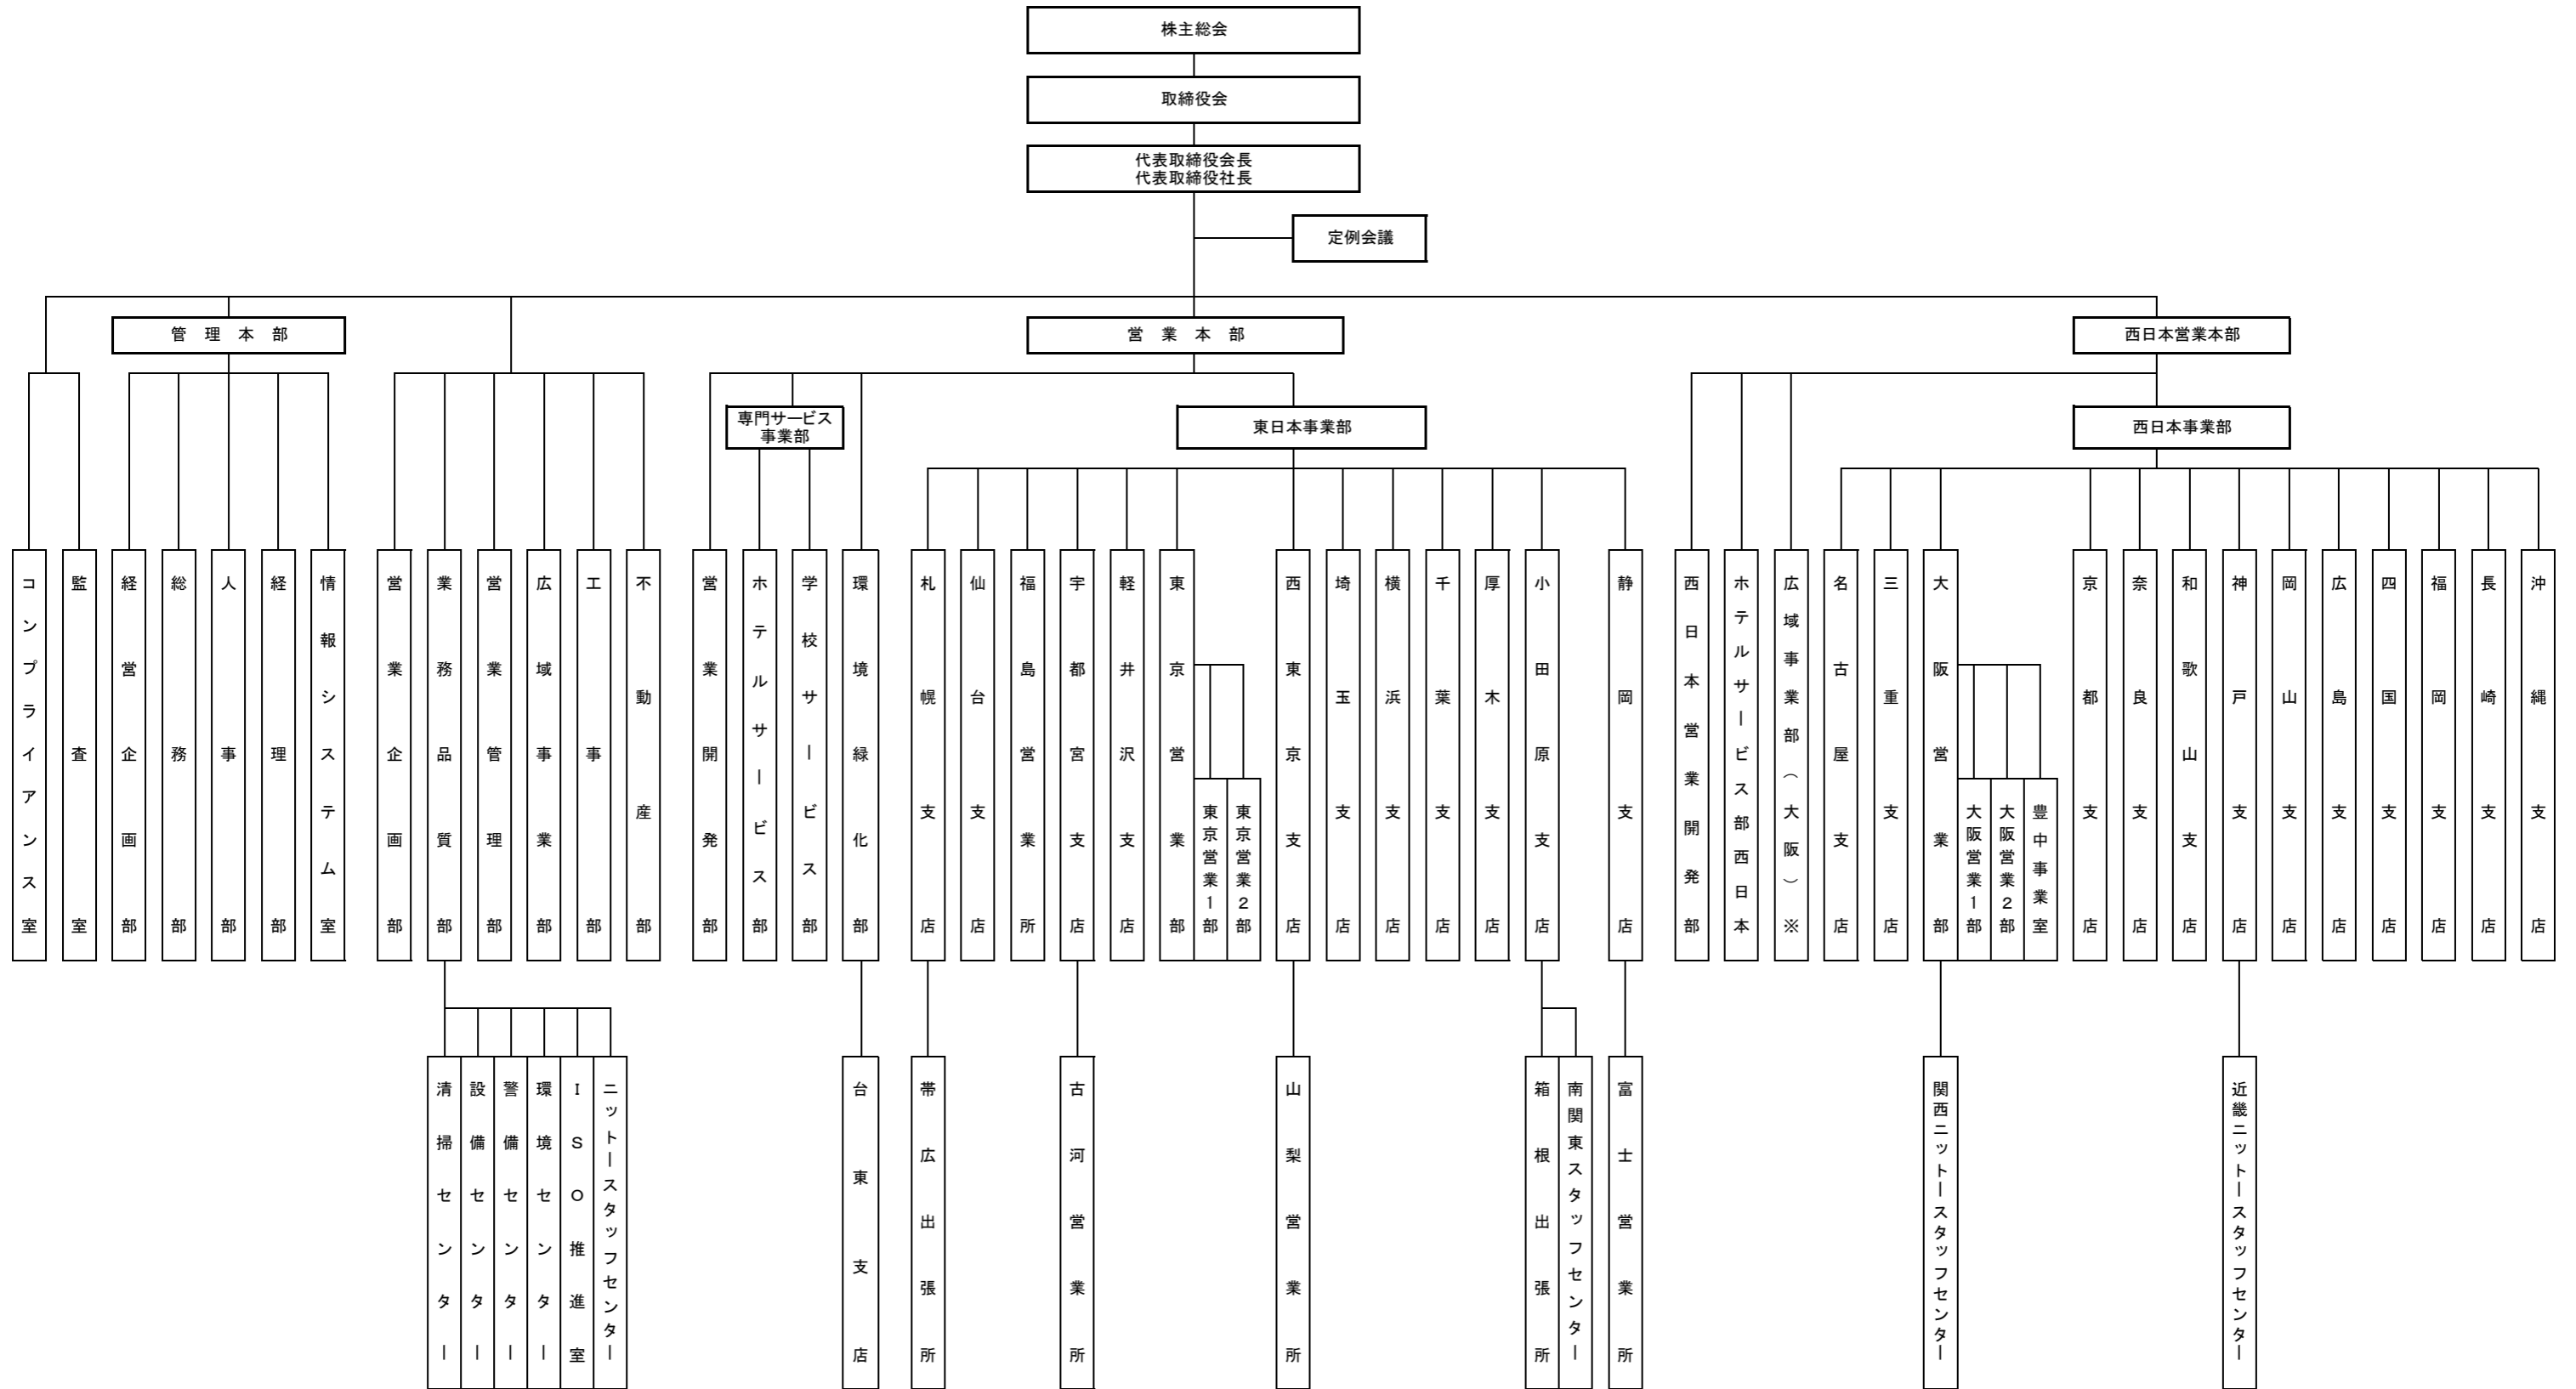 株主総会
取締役会
代表取締役会長
代表取締役社長
定例会議
管理本部
営業本部
西日本営業本部
専門サービス
事業部
東日本事業部
西日本事業部
コンプライアンス室
監査室
経営企画部
総務部
人事部
経理部
情報システム室
営業企画部
業務品質部
営業管理部
広域事業部
工事部
不動産部
営業開発部
ホテルサービス部
学校サービス部
環境緑化部
札幌支店
仙台支店
福島営業所
宇都宮支店
軽井沢支店
東京営業部
東京営業1部
東京営業2部
西東京支店
埼玉支店
横浜支店
千葉支店
厚木支店
小田原支店
静岡支店
西日本営業開発部
ホテルサービス部西日本
広域事業部（大阪）※
名古屋支店
三重支店
大阪営業部
大阪営業1部
大阪営業2部
豊中事業室
京都支店
奈良支店
和歌山支店
神戸支店
岡山支店
広島支店
四国支店
福岡支店
長崎支店
沖縄支店
清掃センター
設備センター
警備センター
環境センター
ISO推進室
ニットースタッフセンター
台東支店
帯広出張所
古河営業所
山梨営業所
箱根出張所
南関東スタッフセンター
富士営業所
関西ニットースタッフセンター
近畿ニットースタッフセンター